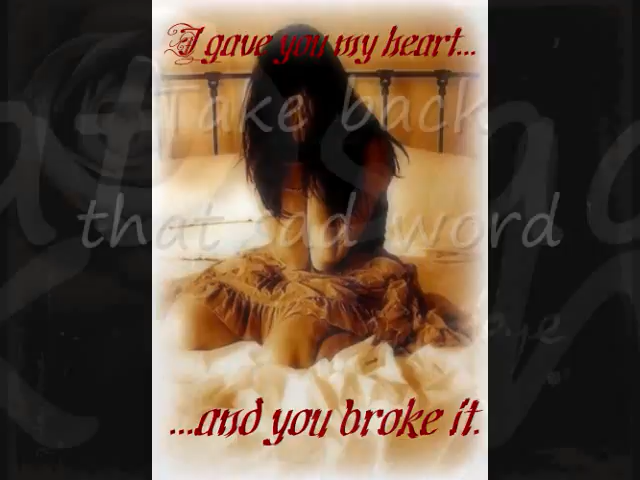 I gave you my heart...
Take back
that sad word
...and you broke it.